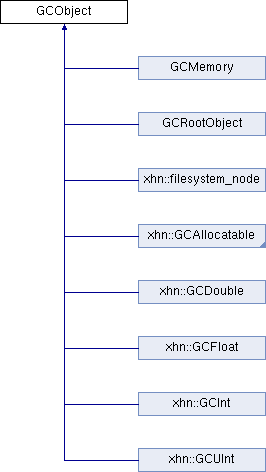 GCObject
GCMemory
GCRootObject
xhn::filesystem_node
xhn::GCAllocatable
xhn::GCDouble
xhn::GCFloat
xhn::GCInt
xhn::GCUInt